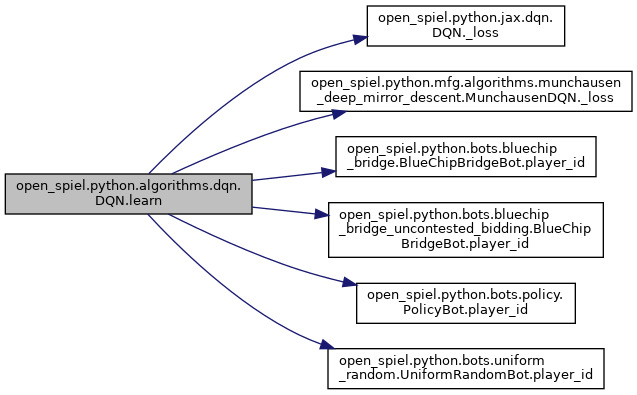 open_spiel.python.jax.dqn.
DQN._loss
open_spiel.python.mfg.algorithms.munchausen
_deep_mirror_descent.MunchausenDQN._loss
open_spiel.python.bots.bluechip
_bridge.BlueChipBridgeBot.player_id
open_spiel.python.algorithms.dqn.
DQN.learn
open_spiel.python.bots.bluechip
_bridge_uncontested_bidding.BlueChip
BridgeBot.player_id
open_spiel.python.bots.policy.
PolicyBot.player_id
open_spiel.python.bots.uniform
_random.UniformRandomBot.player_id